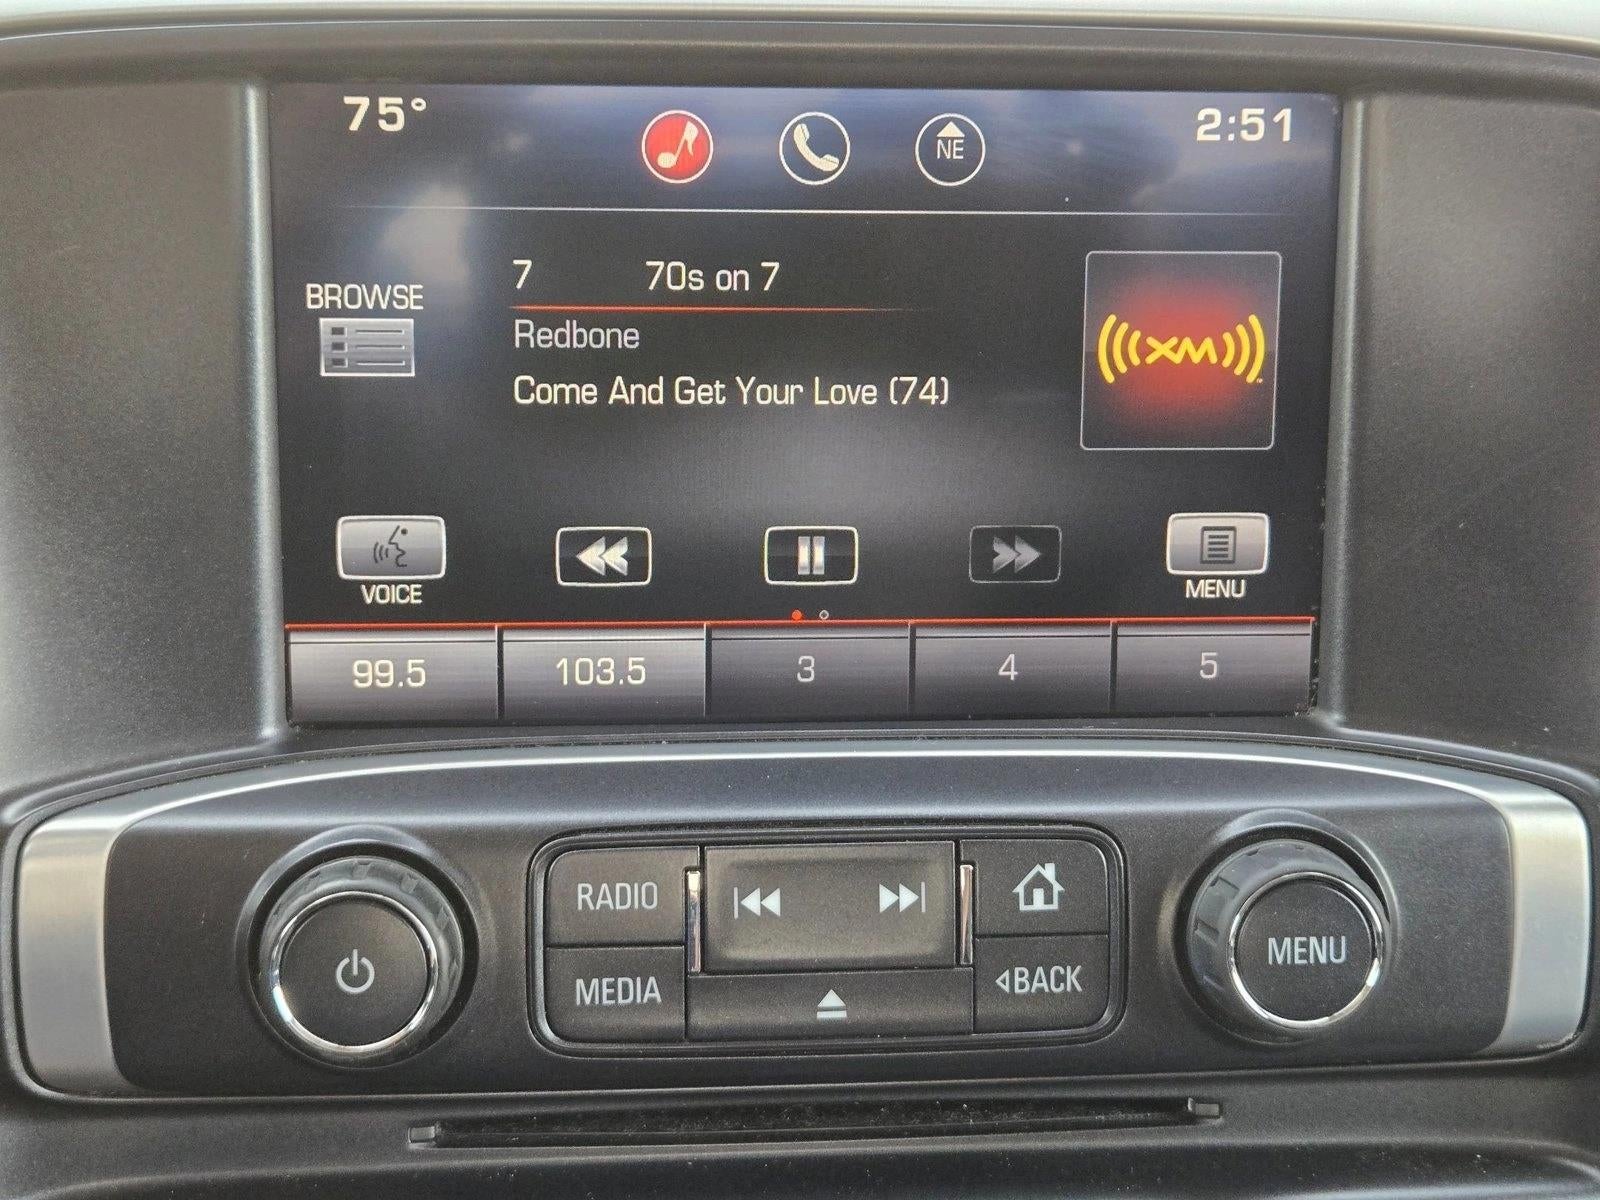 75°
NE
2:51
7 70s on 7
BROWSE
Redbone
Come And Get Your Love (74)
XM
VOICE
MENU
99.5 103.5 3 4 5
RADIO
MEDIA
BACK
MENU